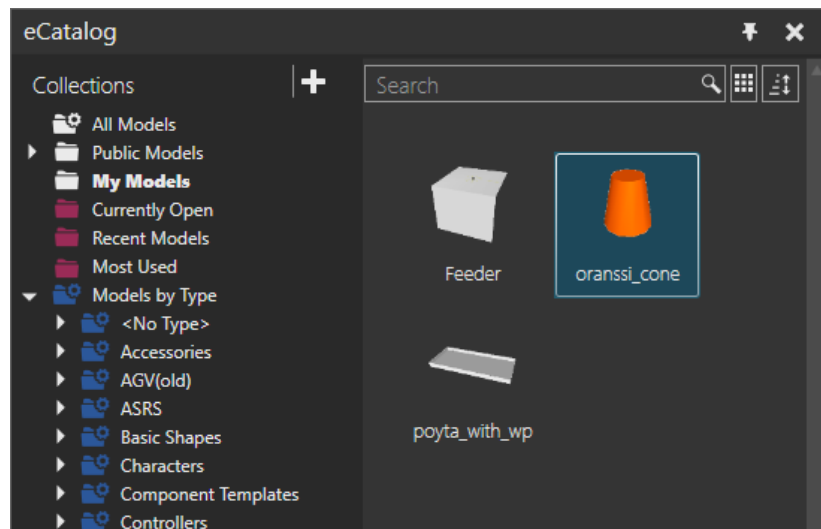 eCatalog
Collections
All Models
Public Models
My Models
Currently Open
Recent Models
Most Used
Models by Type
<No Type>
Accessories
AGV(old)
ASRS
Basic Shapes
Characters
Component Templates
Controllers
Search
Feeder
oranssi_cone
poyta_with_wp